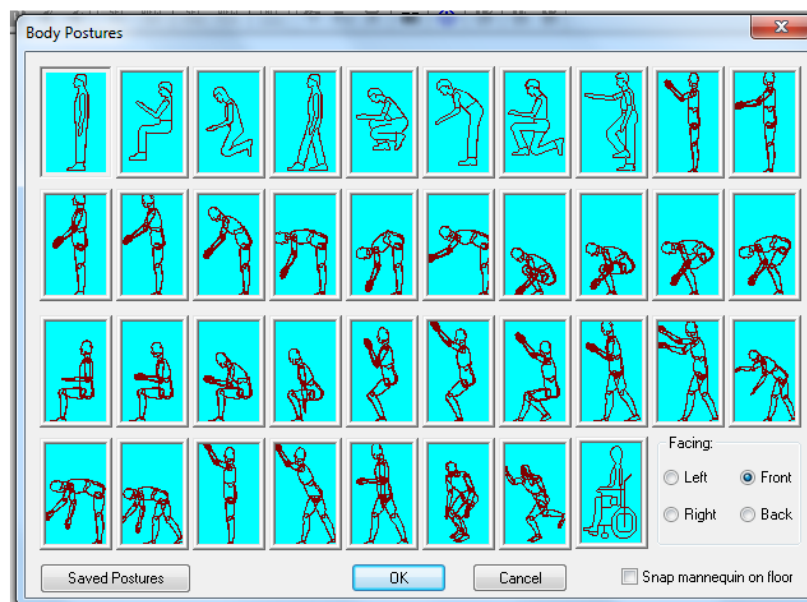 Body Postures
Facing:
Left
Front
Right
Back
Saved Postures
OK
Cancel
Snap mannequin on floor